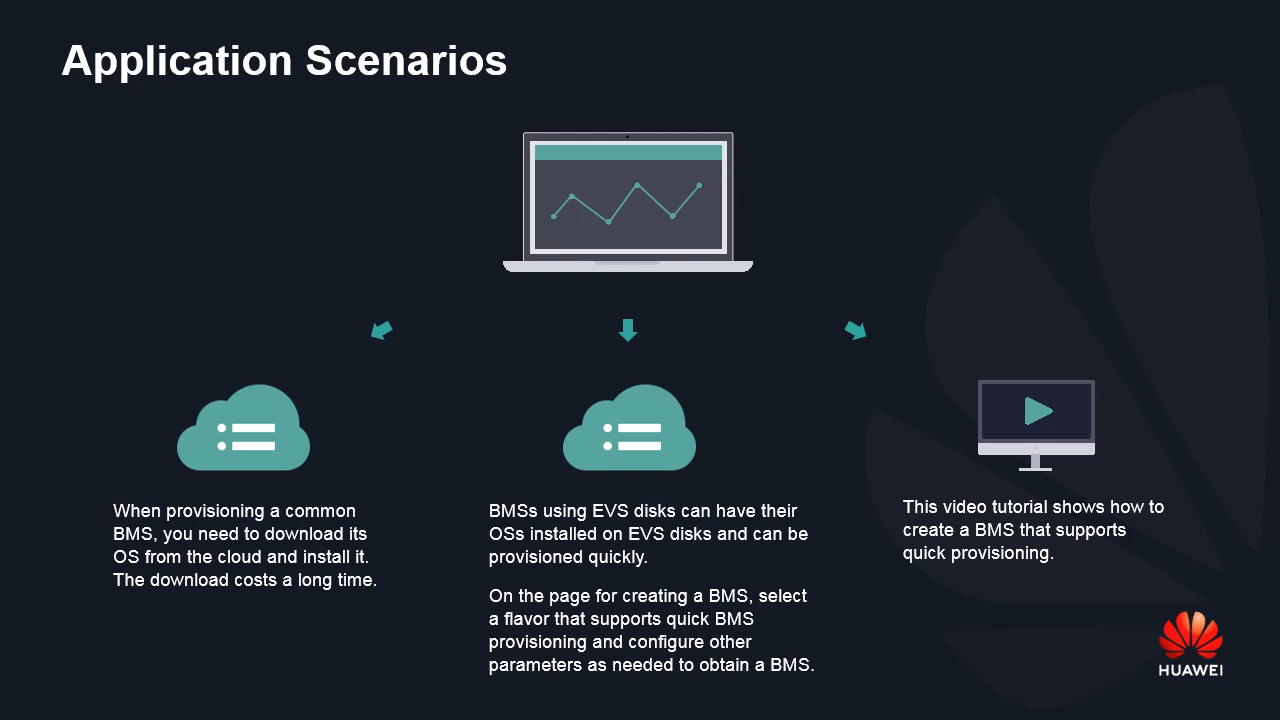 Application Scenarios
When provisioning a common
BMS, you need to download its
OS from the cloud and install it.
The download costs a long time.
BMSs using EVS disks can have their
OSs installed on EVS disks and can be
provisioned quickly.
On the page for creating a BMS, select
a flavor that supports quick BMS
provisioning and configure other
parameters as needed to obtain a BMS.
This video tutorial shows how to
create a BMS that supports
quick provisioning.
HUAWEI